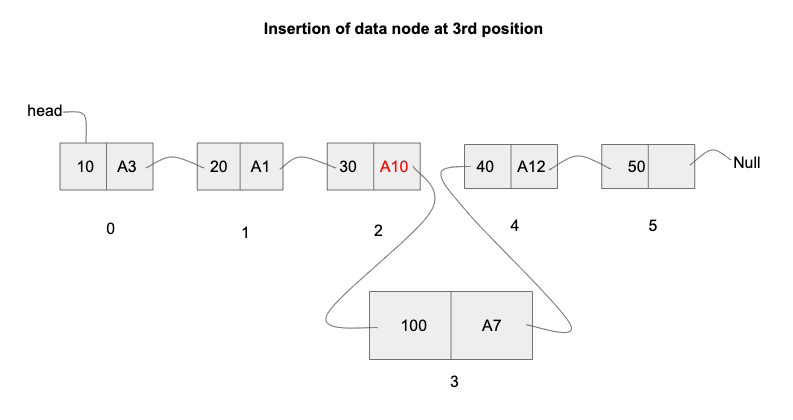 Insertion of data node at 3rd position
head
10 A3 20 A1 30 A10 40 A12 50 Null
0 1 2 4 5
100 A7
3